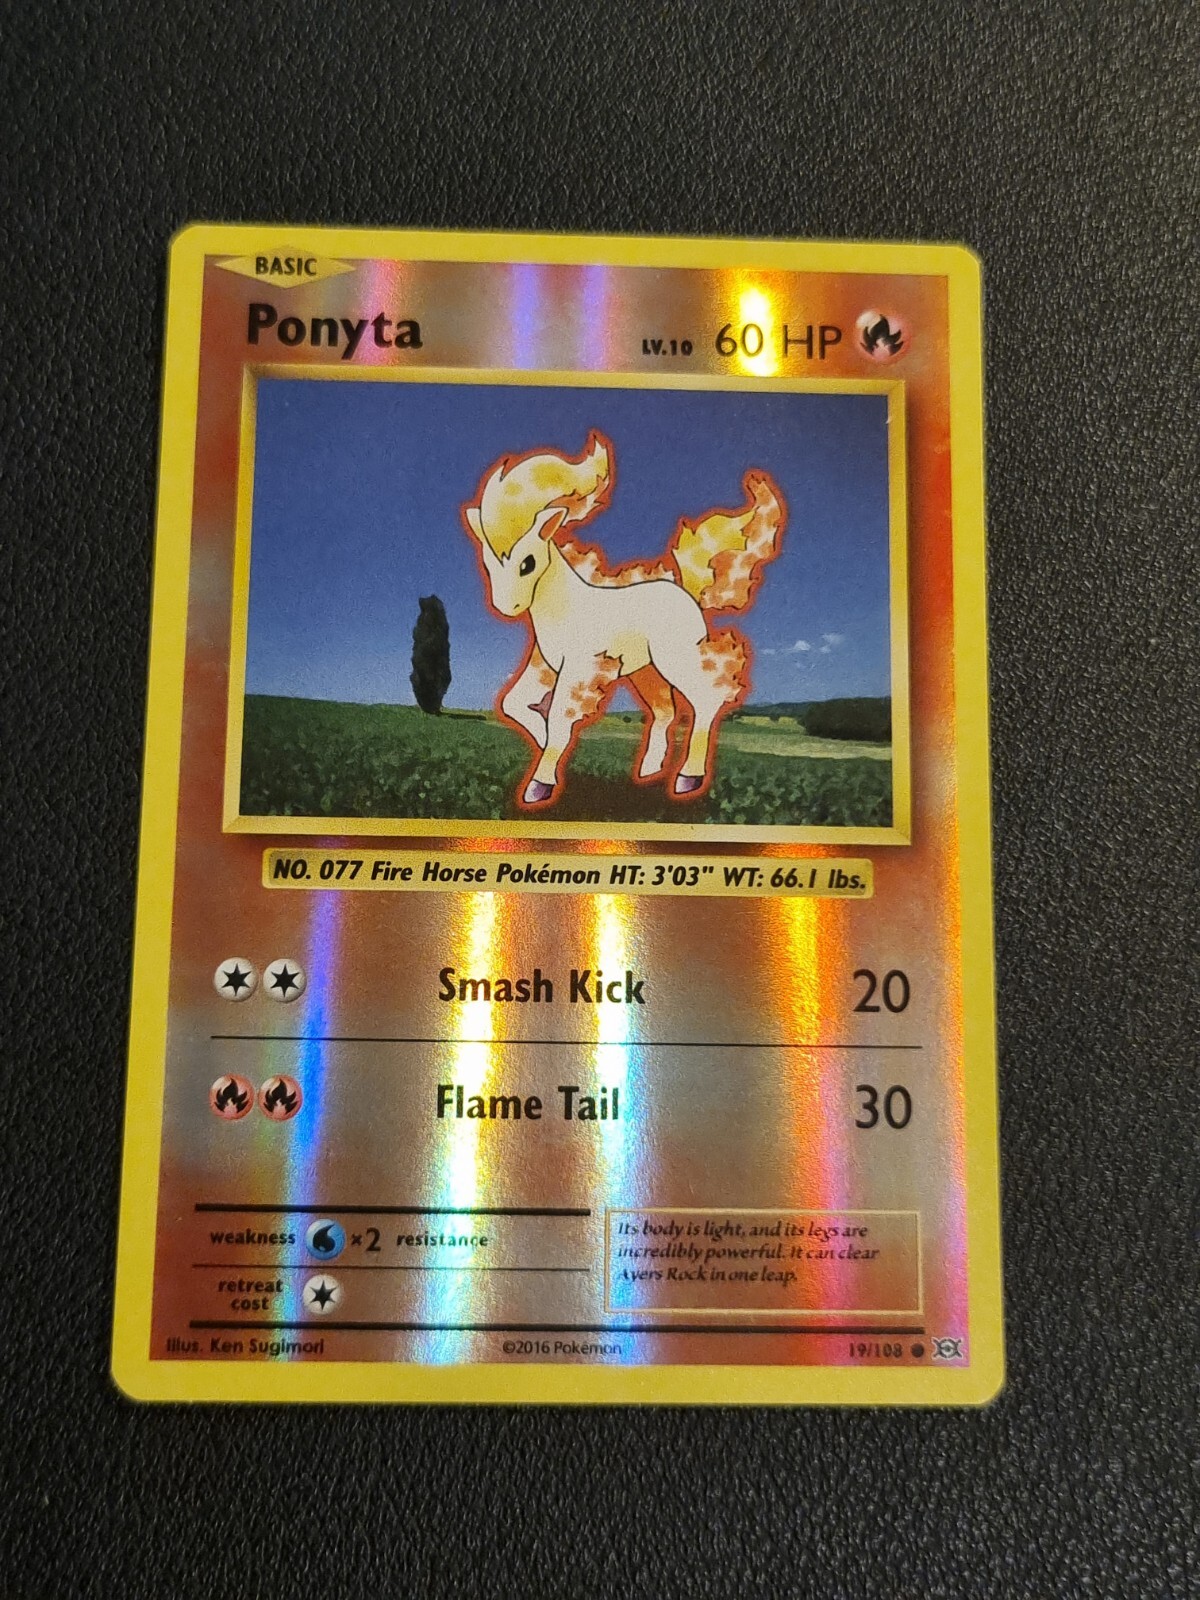 BASIC
Ponyta LV.10 60 HP
NO. 077 Fire Horse Pokémon HT: 3'03" WT: 66.1 lbs.
Smash Kick 20
Flame Tail 30
weakness ×2 resistance
retreat
cost
Its body is light, and its legs are
incredibly powerful. It can clear
Ayers Rock in one leap.
Illus. Ken Sugimori ©2016 Pokémon 19/108